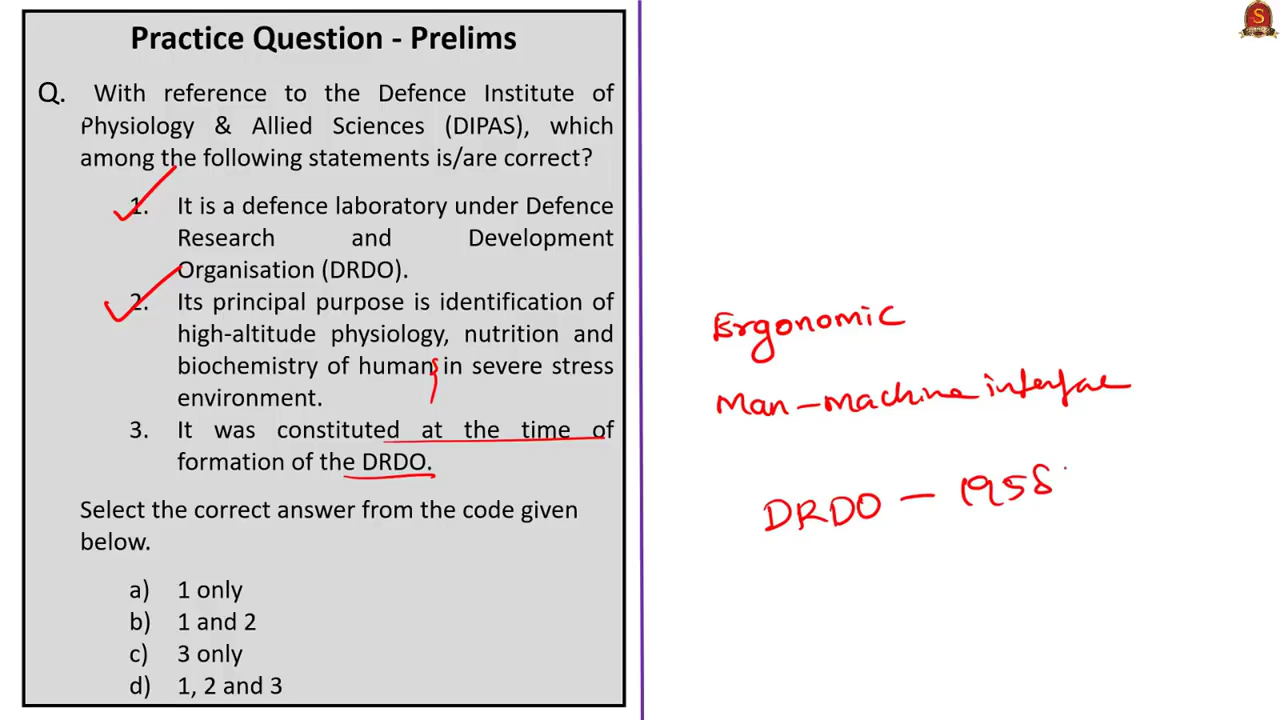 Practice Question - Prelims
Q. With reference to the Defence Institute of
Physiology & Allied Sciences (DIPAS), which
among the following statements is/are correct?
1. It is a defence laboratory under Defence
Research and Development
Organisation (DRDO).
2. Its principal purpose is identification of
high-altitude physiology, nutrition and
biochemistry of humans in severe stress
environment.
3. It was constituted at the time of
formation of the DRDO.
Select the correct answer from the code given
below.
a) 1 only
b) 1 and 2
c) 3 only
d) 1, 2 and 3
S
Ergonomic
Man-machine interface
DRDO - 1958